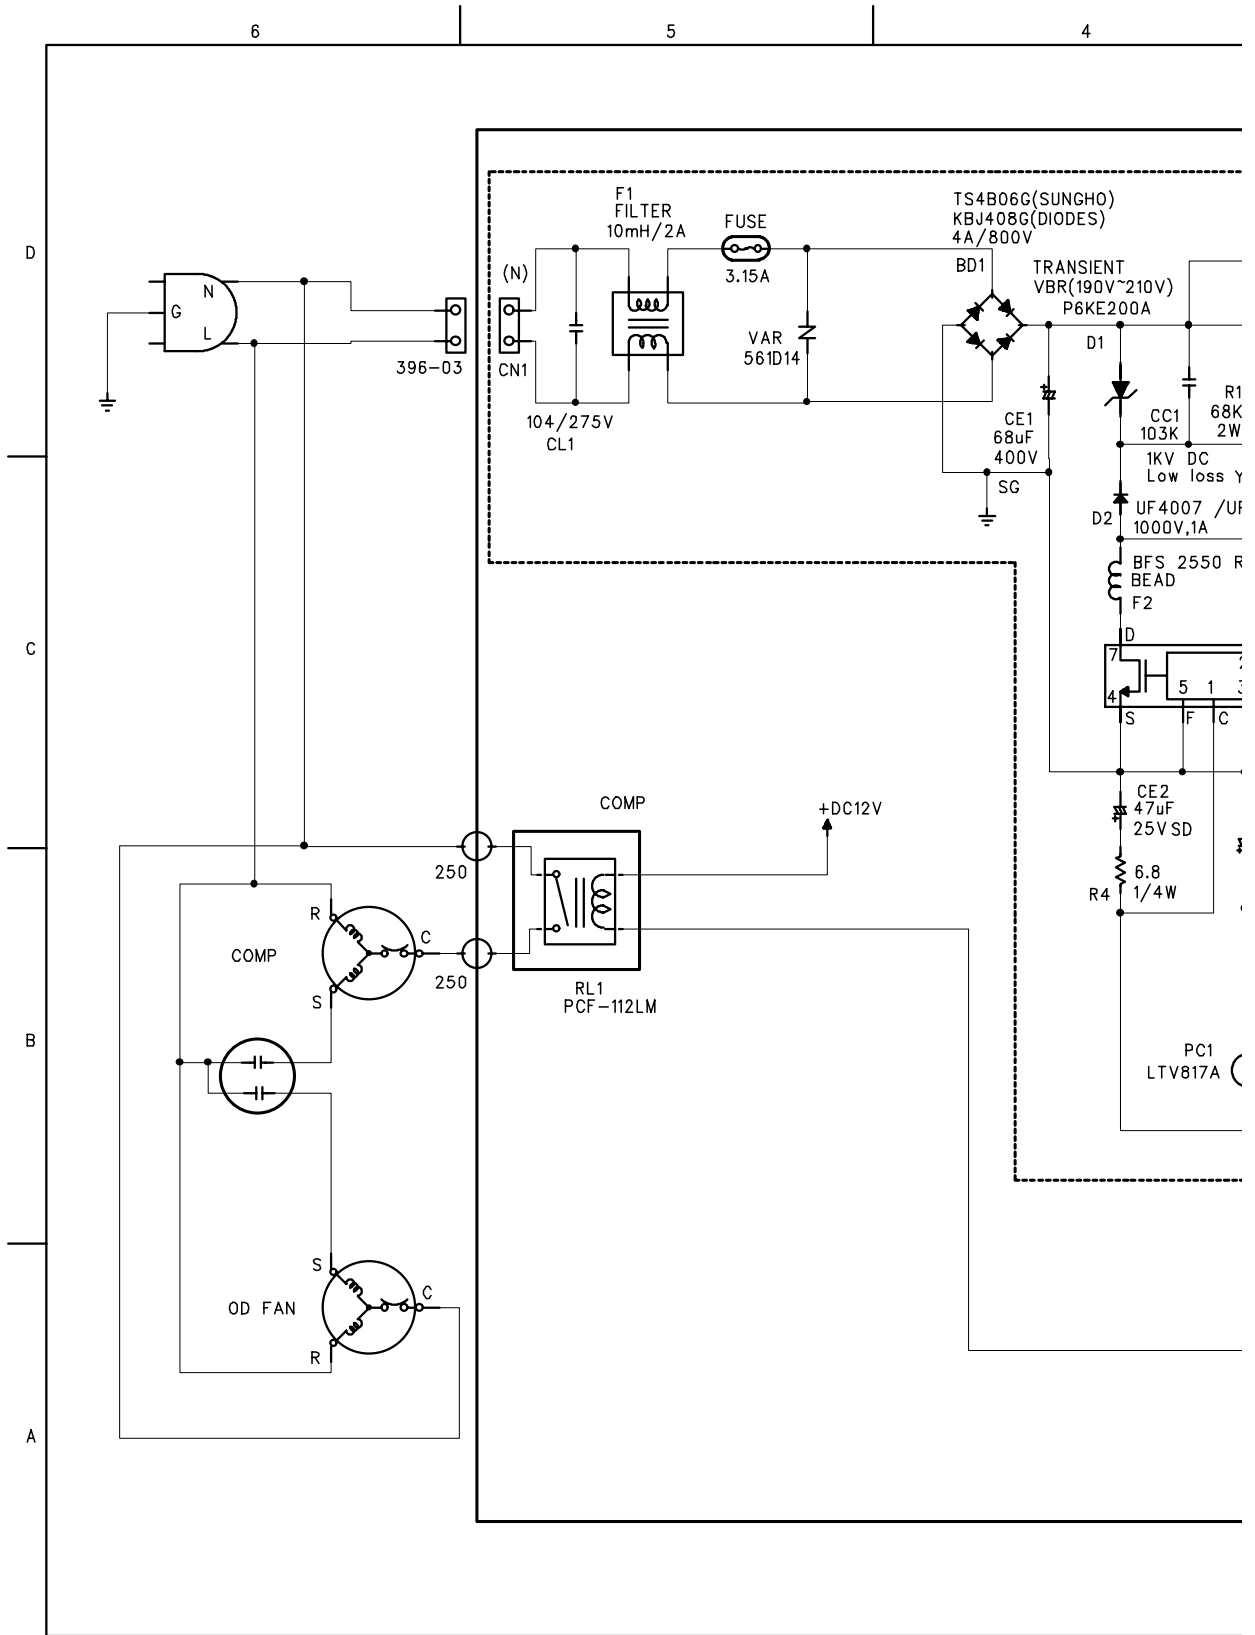 6
5
4
D
C
B
A
N
G
L
396-03
(N)
CN1
104/275V
CL1
F1
FILTER
10mH/2A
FUSE
3.15A
VAR
561D14
TS4B06G(SUNGHO)
KBJ408G(DIODES)
4A/800V
BD1
TRANSIENT
VBR(190V~210V)
P6KE200A
D1
CE1
68uF
400V
SG
CC1
103K
R1
68K
2W
1KV DC
Low loss Y
D2
UF4007 /UF
1000V,1A
BFS 2550 R
BEAD
F2
D
7
4
5
1
S
F
C
CE2
47uF
25V SD
R4
6.8
1/4W
PC1
LTV817A
COMP
+DC12V
250
250
RL1
PCF-112LM
COMP
R
C
S
OD FAN
S
C
R